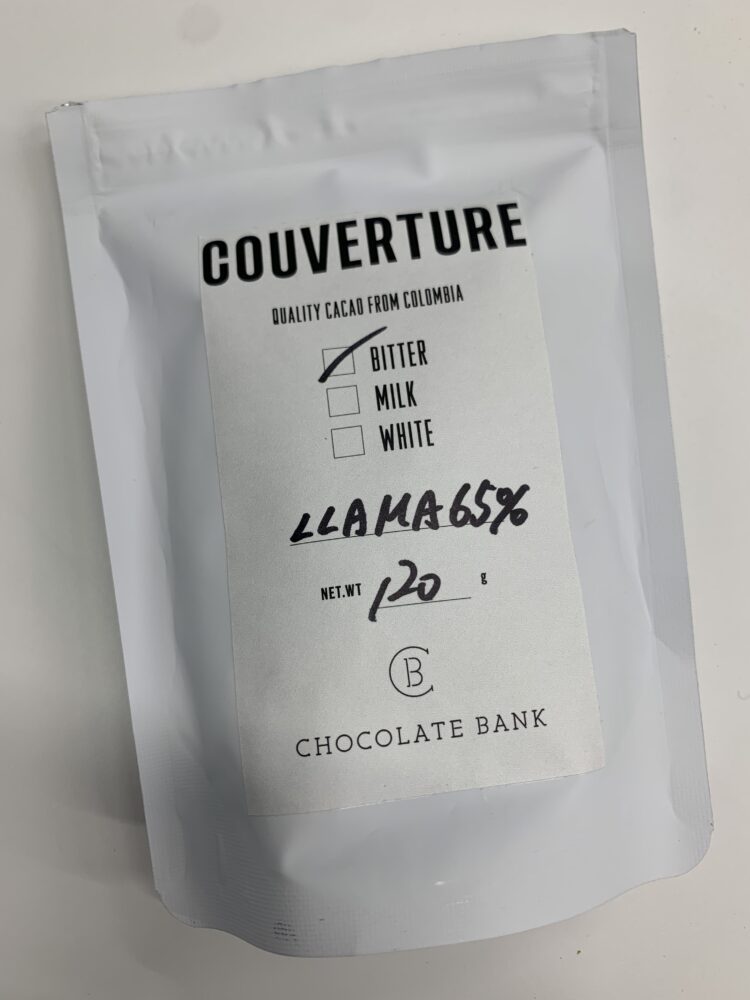 COUVERTURE
QUALITY CACAO FROM COLOMBIA
BITTER
MILK
WHITE
LLAMA 65%
NET.WT 120 g
CB
CHOCOLATE BANK